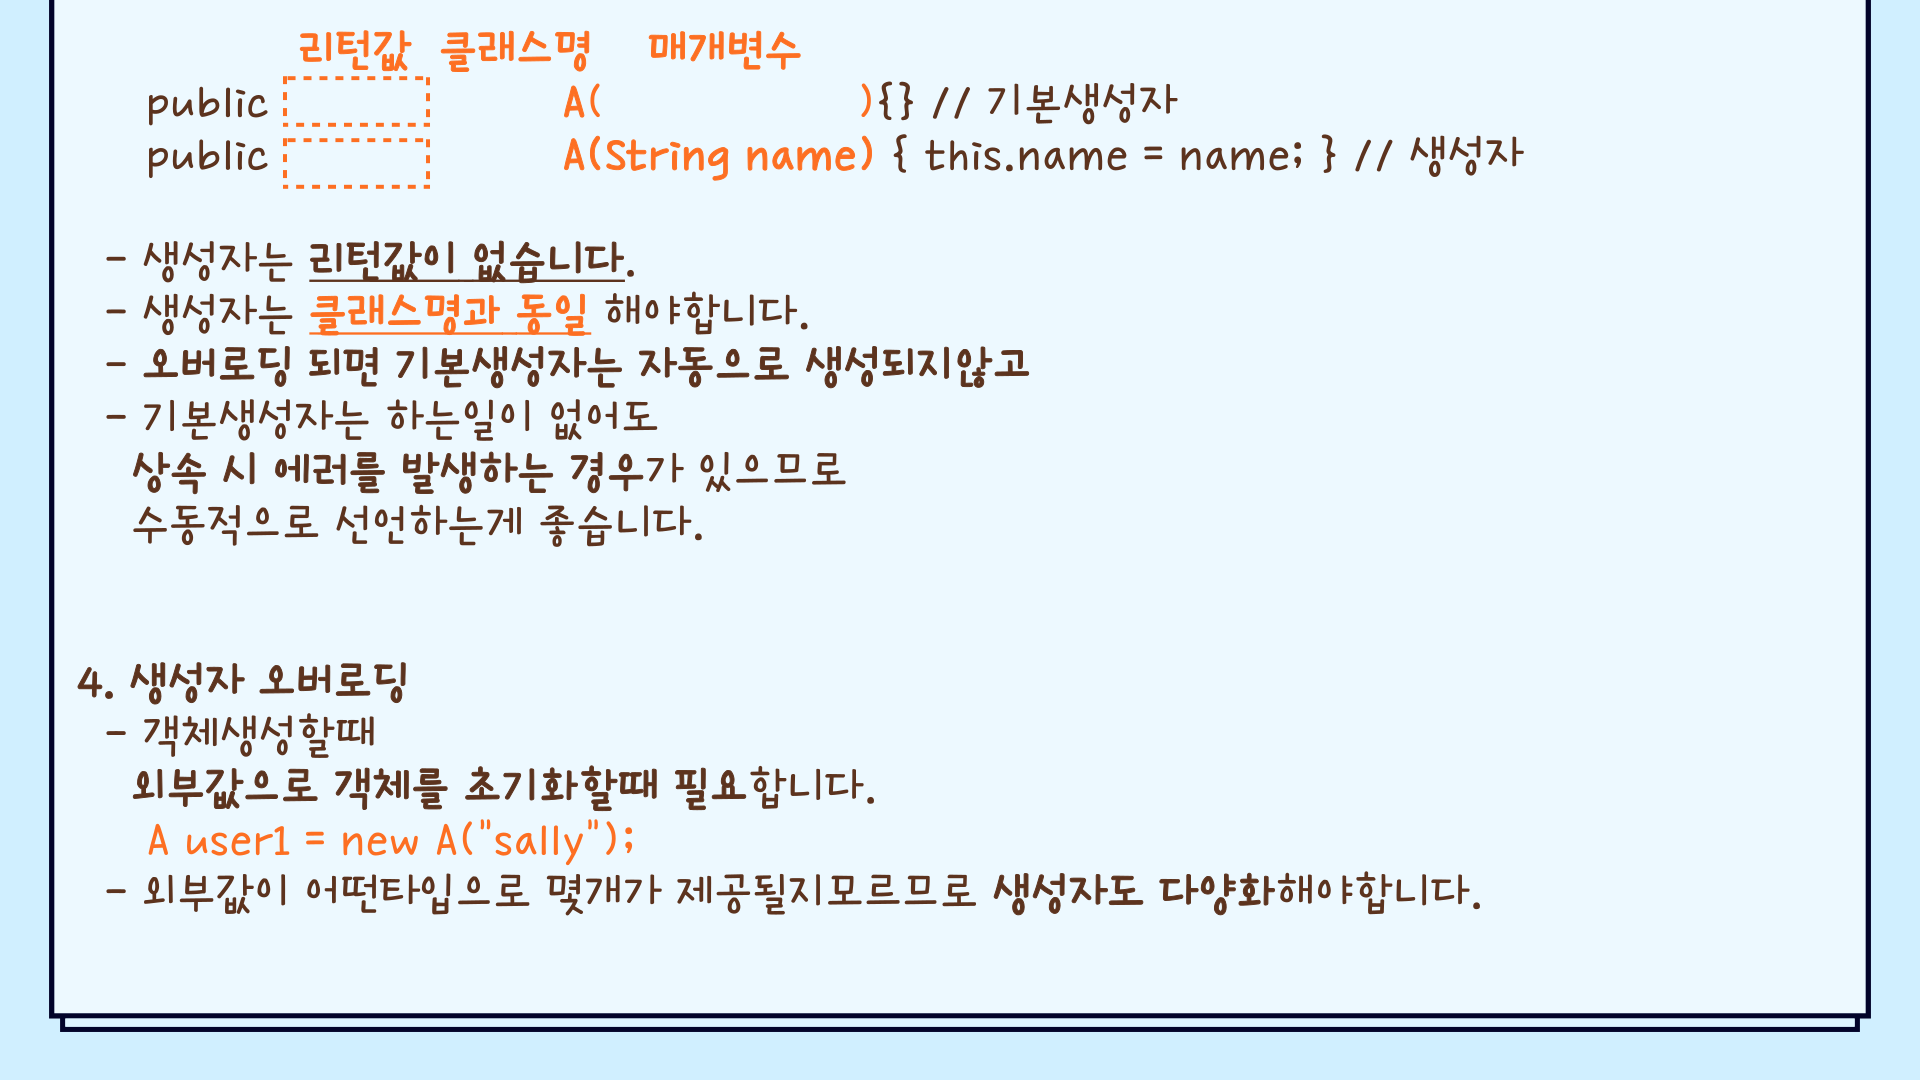 리턴값 클래스명 매개변수
public A( ){} // 기본생성자
public A(String name) { this.name = name; } // 생성자
- 생성자는 리턴값이 없습니다.
- 생성자는 클래스명과 동일 해야합니다.
- 오버로딩 되면 기본생성자는 자동으로 생성되지않고
- 기본생성자는 하는일이 없어도
상속 시 에러를 발생하는 경우가 있으므로
수동적으로 선언하는게 좋습니다.
4. 생성자 오버로딩
- 객체생성할때
외부값으로 객체를 초기화할때 필요합니다.
A user1 = new A("sally");
- 외부값이 어떤타입으로 몇개가 제공될지모르므로 생성자도 다양화해야합니다.